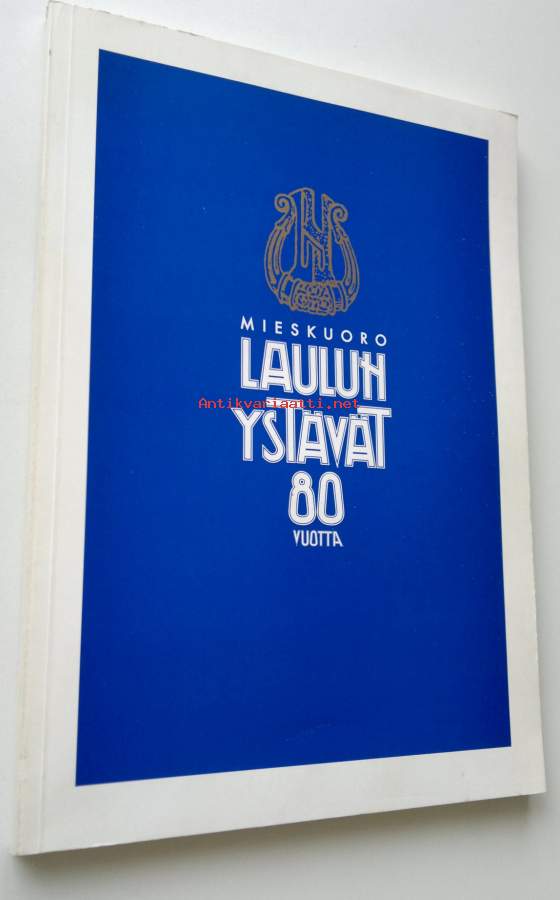 MIESKUORO
LAULUN
Antikvariaatti.net
YSTÄVÄT
80
VUOTTA